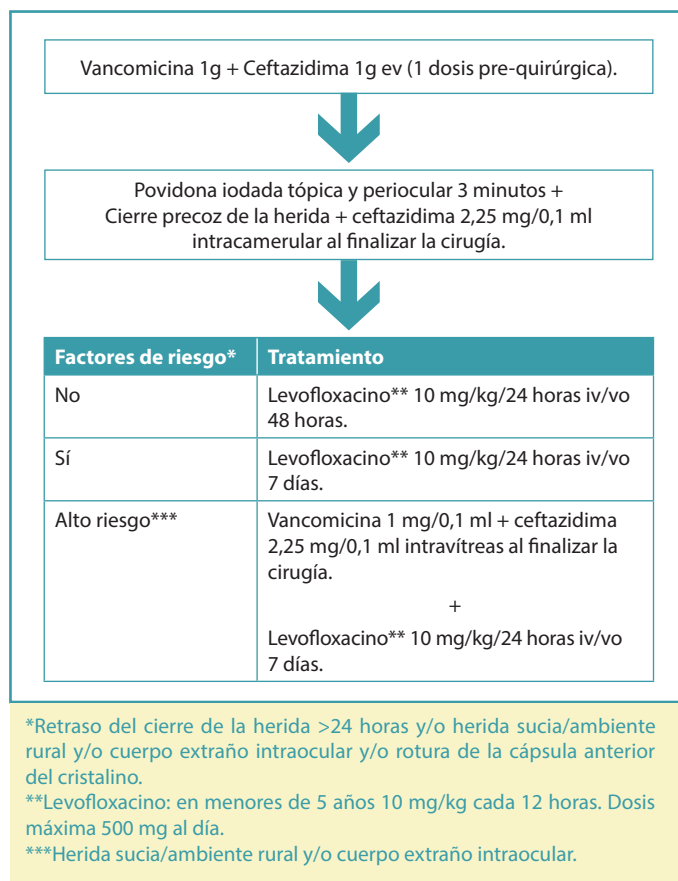 Vancomicina 1g + Ceftazidima 1g ev (1 dosis pre-quirúrgica).
Povidona iodada tópica y periocular 3 minutos +
Cierre precoz de la herida + ceftazidima 2,25 mg/0,1 ml
intracamerular al finalizar la cirugía.
Factores de riesgo* Tratamiento
No Levofloxacino** 10 mg/kg/24 horas iv/vo
48 horas.
Sí Levofloxacino** 10 mg/kg/24 horas iv/vo
7 días.
Alto riesgo*** Vancomicina 1 mg/0,1 ml + ceftazidima
2,25 mg/0,1 ml intravítreas al finalizar la
cirugía.
+
Levofloxacino** 10 mg/kg/24 horas iv/vo
7 días.
*Retraso del cierre de la herida >24 horas y/o herida sucia/ambiente
rural y/o cuerpo extraño intraocular y/o rotura de la cápsula anterior
del cristalino.
**Levofloxacino: en menores de 5 años 10 mg/kg cada 12 horas. Dosis
máxima 500 mg al día.
***Herida sucia/ambiente rural y/o cuerpo extraño intraocular.